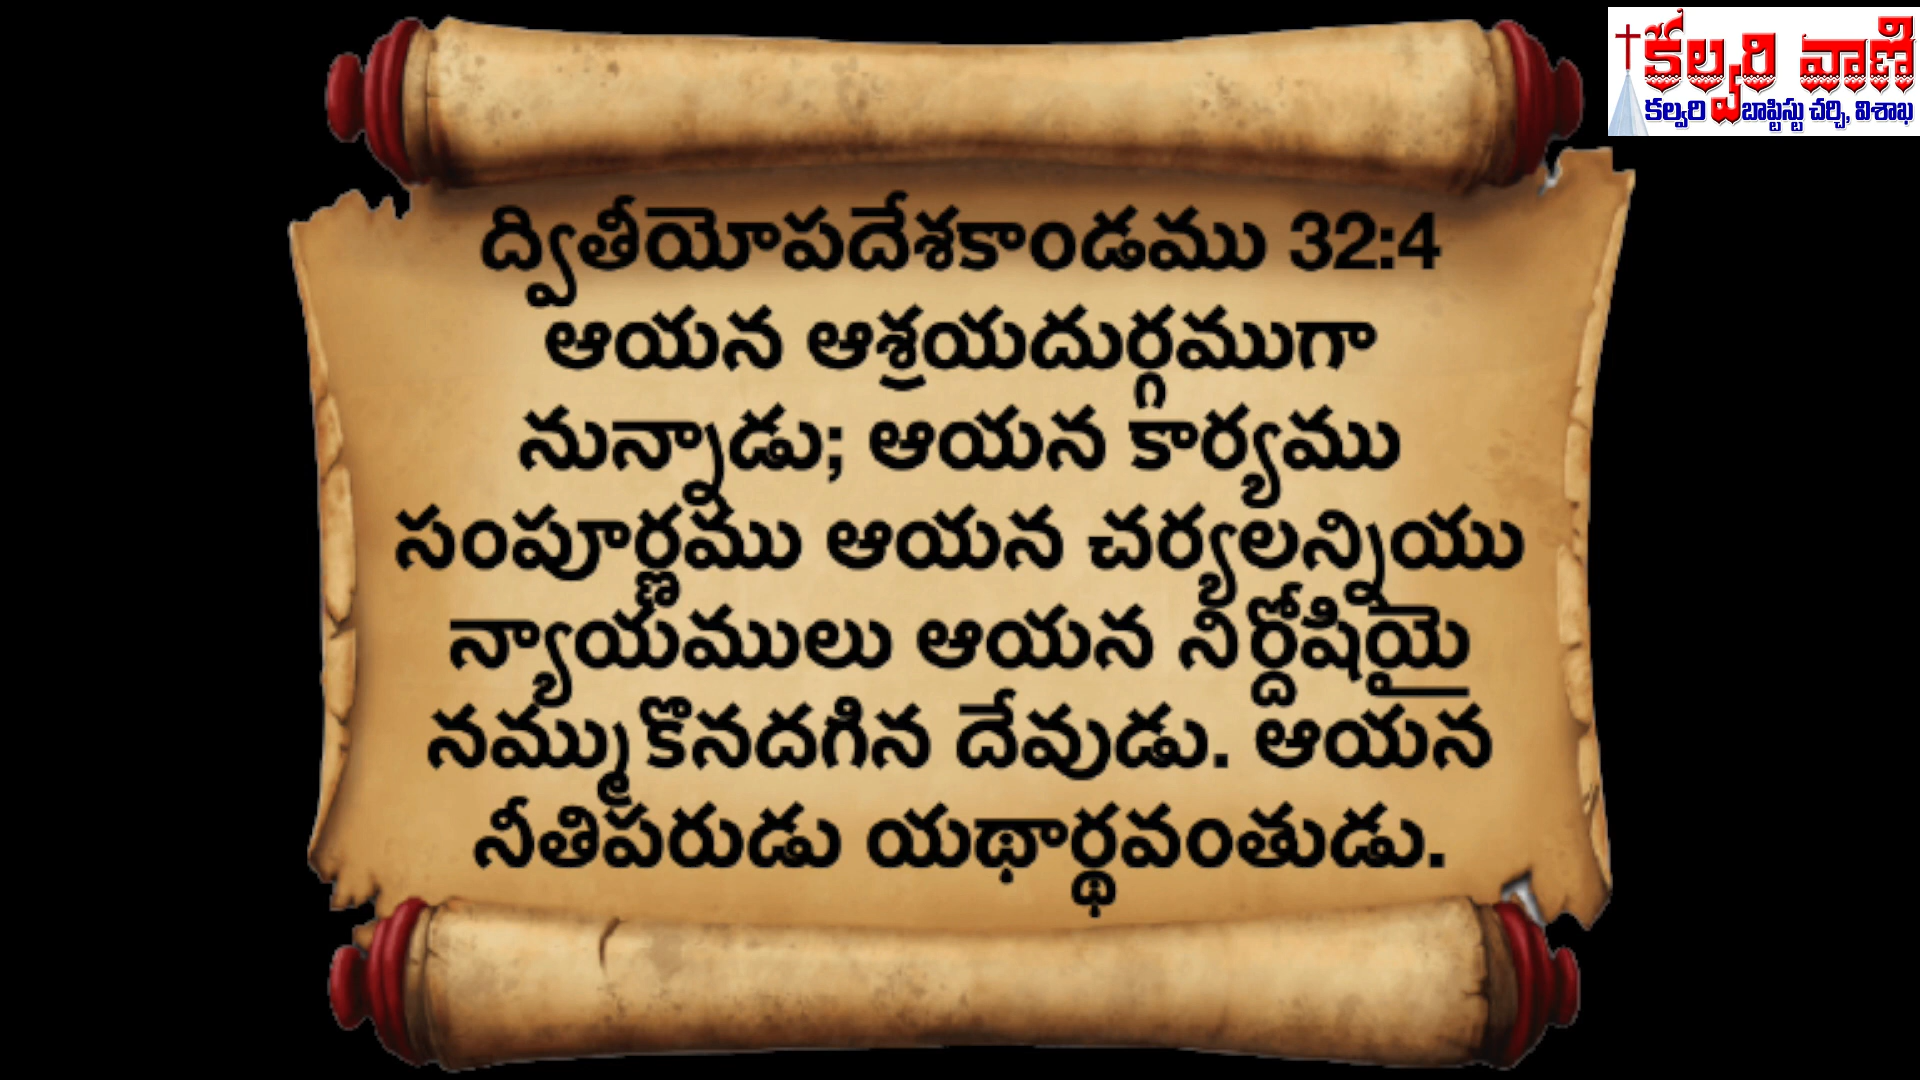 కల్వరి వాణి
కల్వరి బాప్టిస్టు చర్చి, విశాఖ
ద్వితీయోపదేశకాండము 32:4
ఆయన ఆశ్రయదుర్గముగా
నున్నాడు; ఆయన కార్యము
సంపూర్ణము ఆయన చర్యలన్నియు
న్యాయములు ఆయన నిర్దోషియై
నమ్ముకొనదగిన దేవుడు. ఆయన
నీతిపరుడు యథార్థవంతుడు.